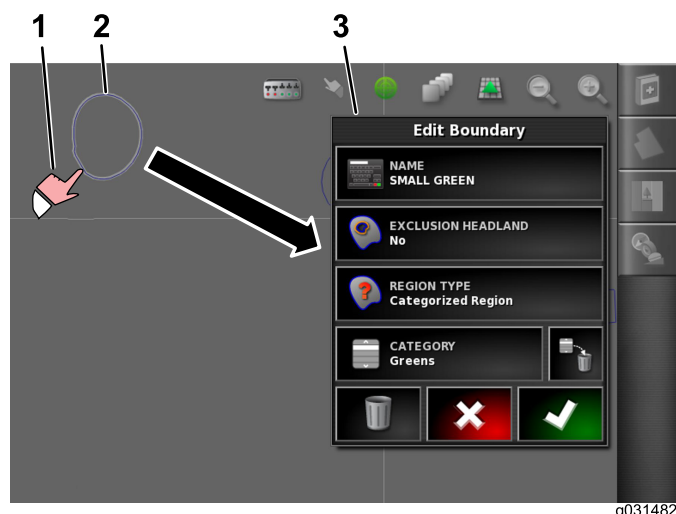 1 2 3
Edit Boundary
NAME
SMALL GREEN
EXCLUSION HEADLAND
No
REGION TYPE
Categorized Region
?
CATEGORY
Greens
g031482